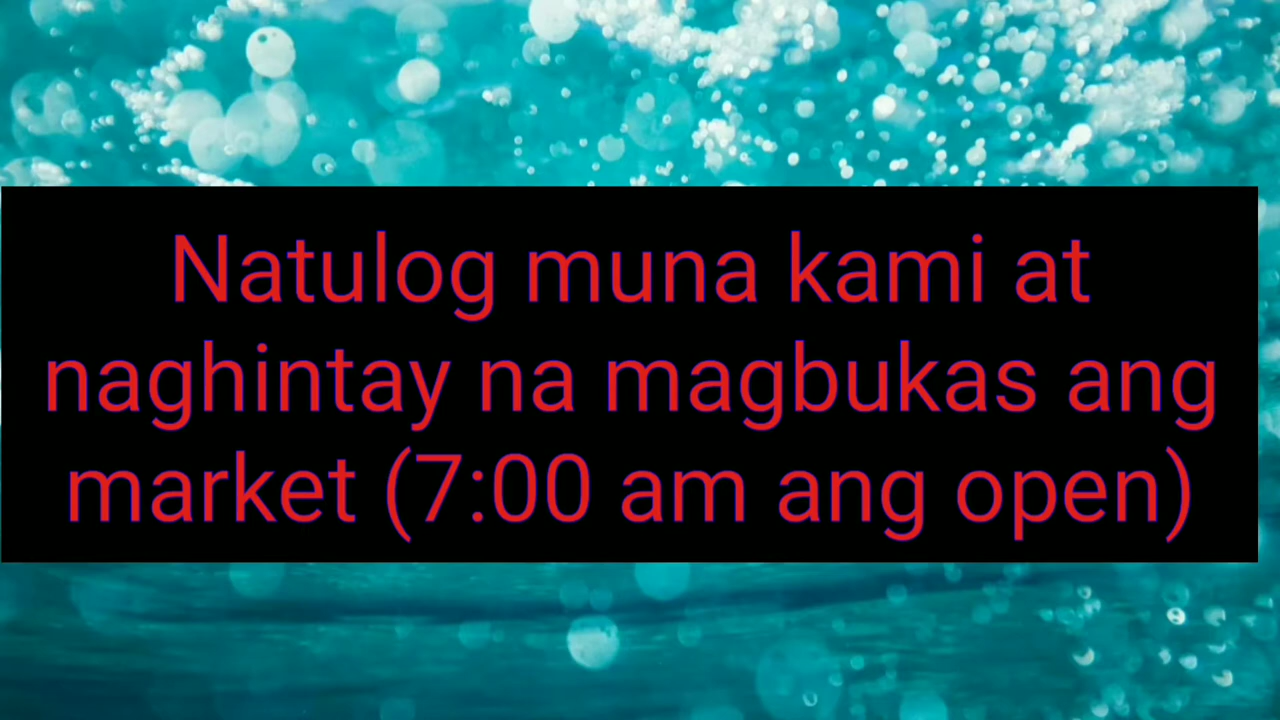 Natulog muna kami at
naghintay na magbukas ang
market (7:00 am ang open)